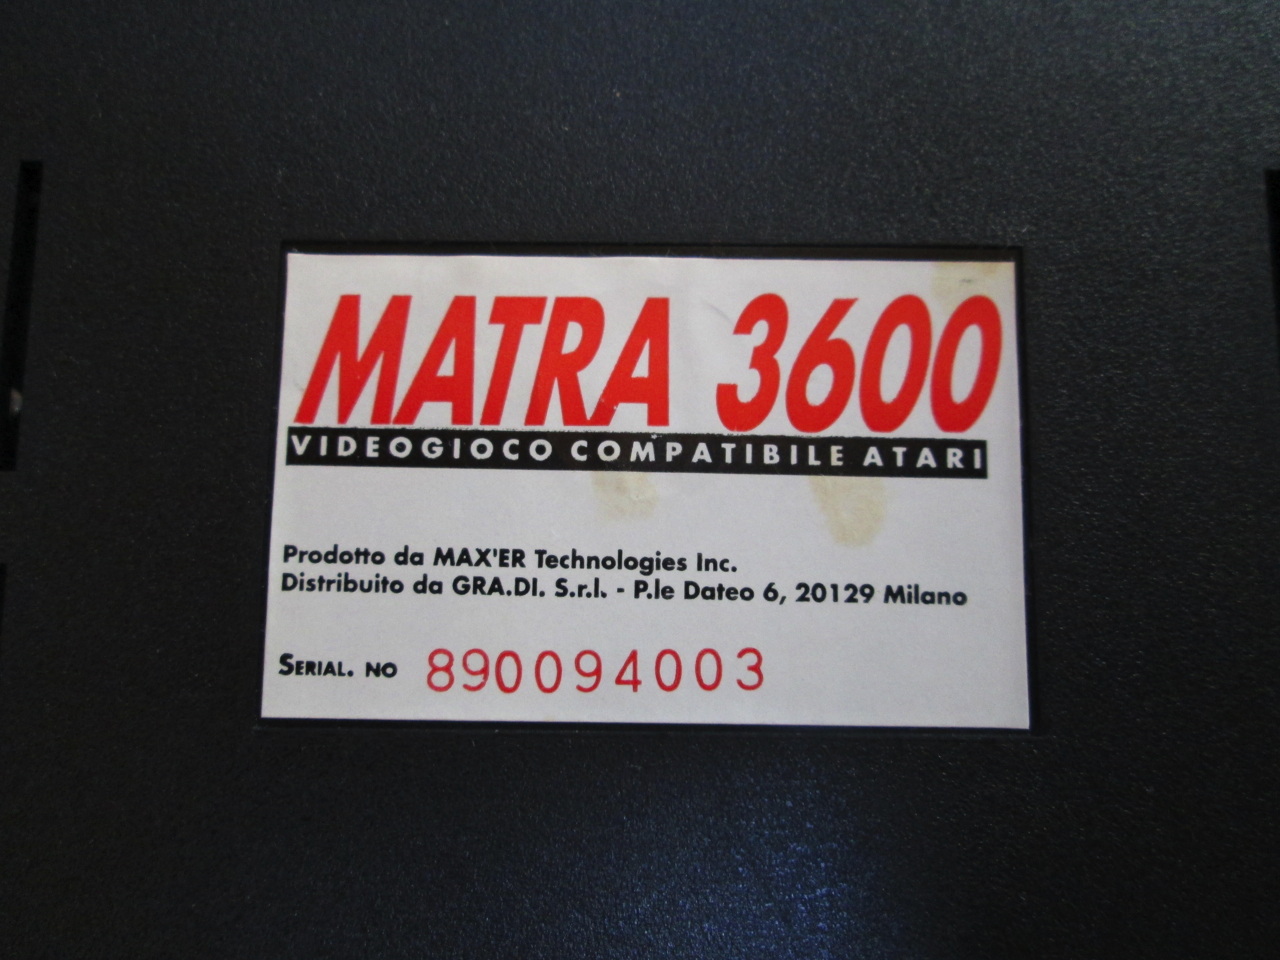 MATRA 3600
VIDEOGIOCO COMPATIBILE ATARI
Prodotto da MAX'ER Technologies Inc.
Distribuito da GRA.DI. S.r.l. - P.le Dateo 6, 20129 Milano
SERIAL. NO 890094003